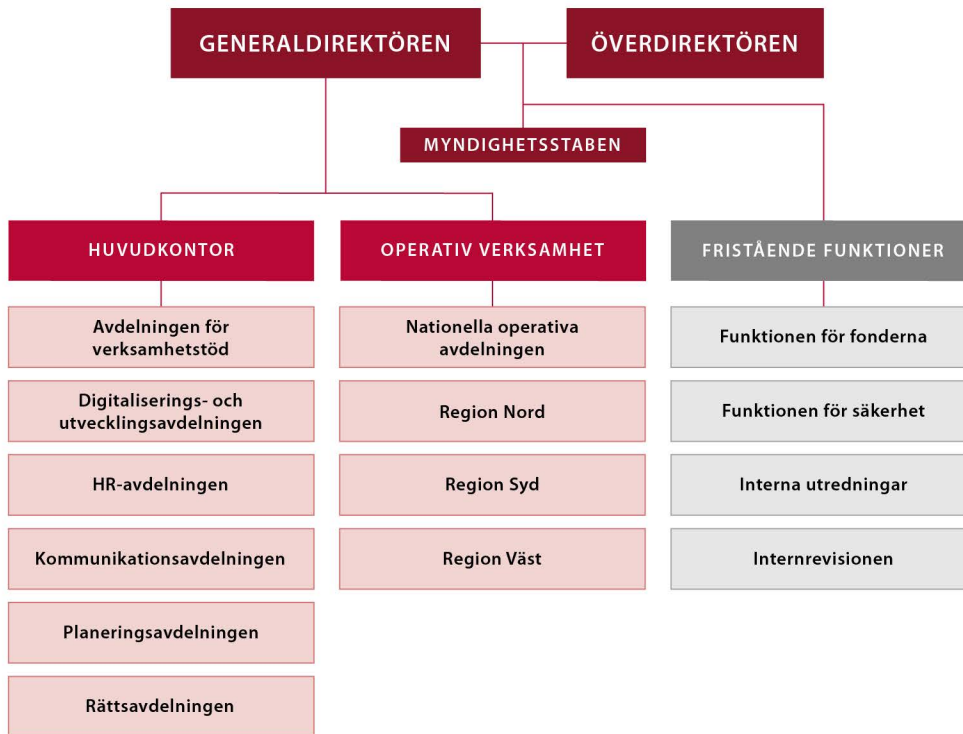 GENERALDIREKTÖREN
ÖVERDIREKTÖREN
MYNDIGHETSSTABEN
HUVUDKONTOR
Avdelningen för
verksamhetstöd
Digitaliserings- och
utvecklingsavdelningen
HR-avdelningen
Kommunikationsavdelningen
Planeringsavdelningen
Rättsavdelningen
OPERATIV VERKSAMHET
Nationella operativa
avdelningen
Region Nord
Region Syd
Region Väst
FRISTÅENDE FUNKTIONER
Funktionen för fonderna
Funktionen för säkerhet
Interna utredningar
Internrevisionen